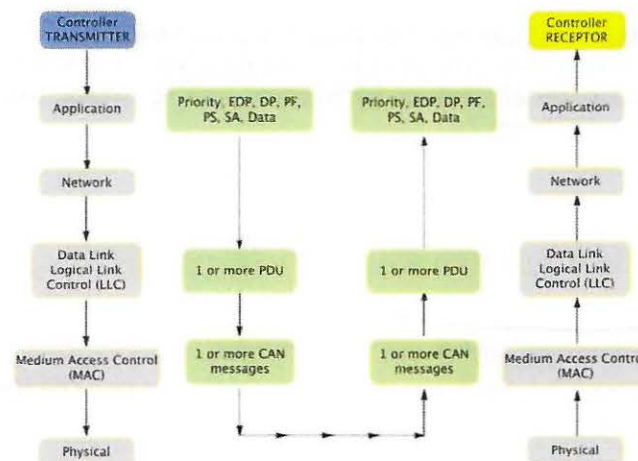 Controller
TRANSMITTER
Application
Network
Data Link
Logical Link
Control (LLC)
Medium Access Control
(MAC)
Physical
Priority, EDP, DP, PF,
PS, SA, Data
1 or more PDU
1 or more CAN
messages
Priority, EDP, DP, PF,
PS, SA, Data
1 or more PDU
1 or more CAN
messages
Controller
RECEPTOR
Application
Network
Data Link
Logical Link
Control (LLC)
Medium Access Control
(MAC)
Physical